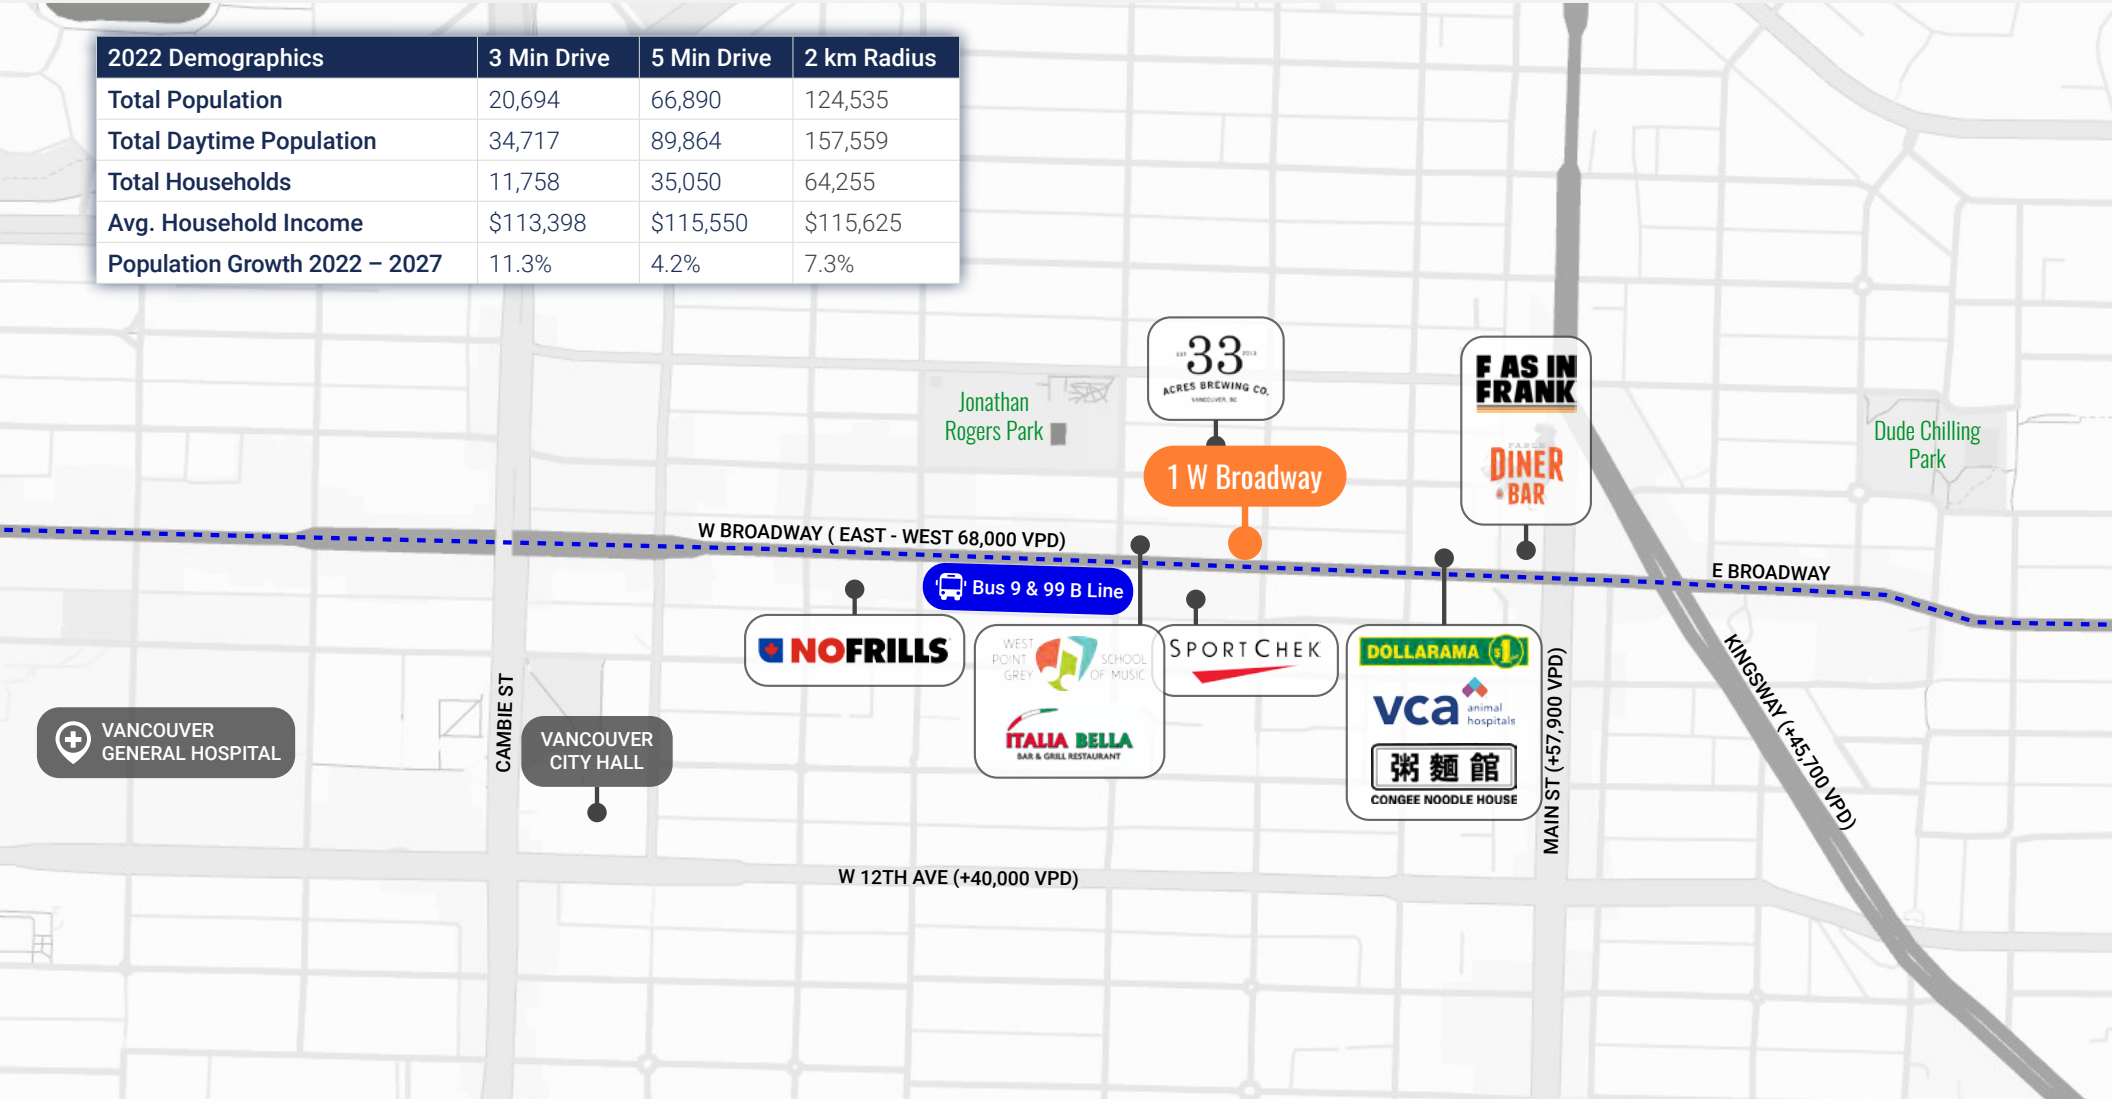 2022 Demographics 3 Min Drive 5 Min Drive 2 km Radius
Total Population 20,694 66,890 124,535
Total Daytime Population 34,717 89,864 157,559
Total Households 11,758 35,050 64,255
Avg. Household Income $113,398 $115,550 $115,625
Population Growth 2022 – 2027 11.3% 4.2% 7.3%
EST 33 2013
ACRES BREWING CO.
VANCOUVER, BC
F AS IN
FRANK
FABLE
DINER
BAR
Jonathan
Rogers Park
Dude Chilling
Park
1 W Broadway
W BROADWAY ( EAST - WEST 68,000 VPD)
E BROADWAY
Bus 9 & 99 B Line
NOFRILLS
WEST
POINT
GREY
SCHOOL
OF MUSIC
ITALIA BELLA
BAR & GRILL RESTAURANT
SPORTCHEK
DOLLARAMA $1
vca animal
hospitals
粥 麵 館
CONGEE NOODLE HOUSE
VANCOUVER
GENERAL HOSPITAL
CAMBIE ST
VANCOUVER
CITY HALL
MAIN ST (+57,900 VPD)
KINGSWAY (+45,700 VPD)
W 12TH AVE (+40,000 VPD)